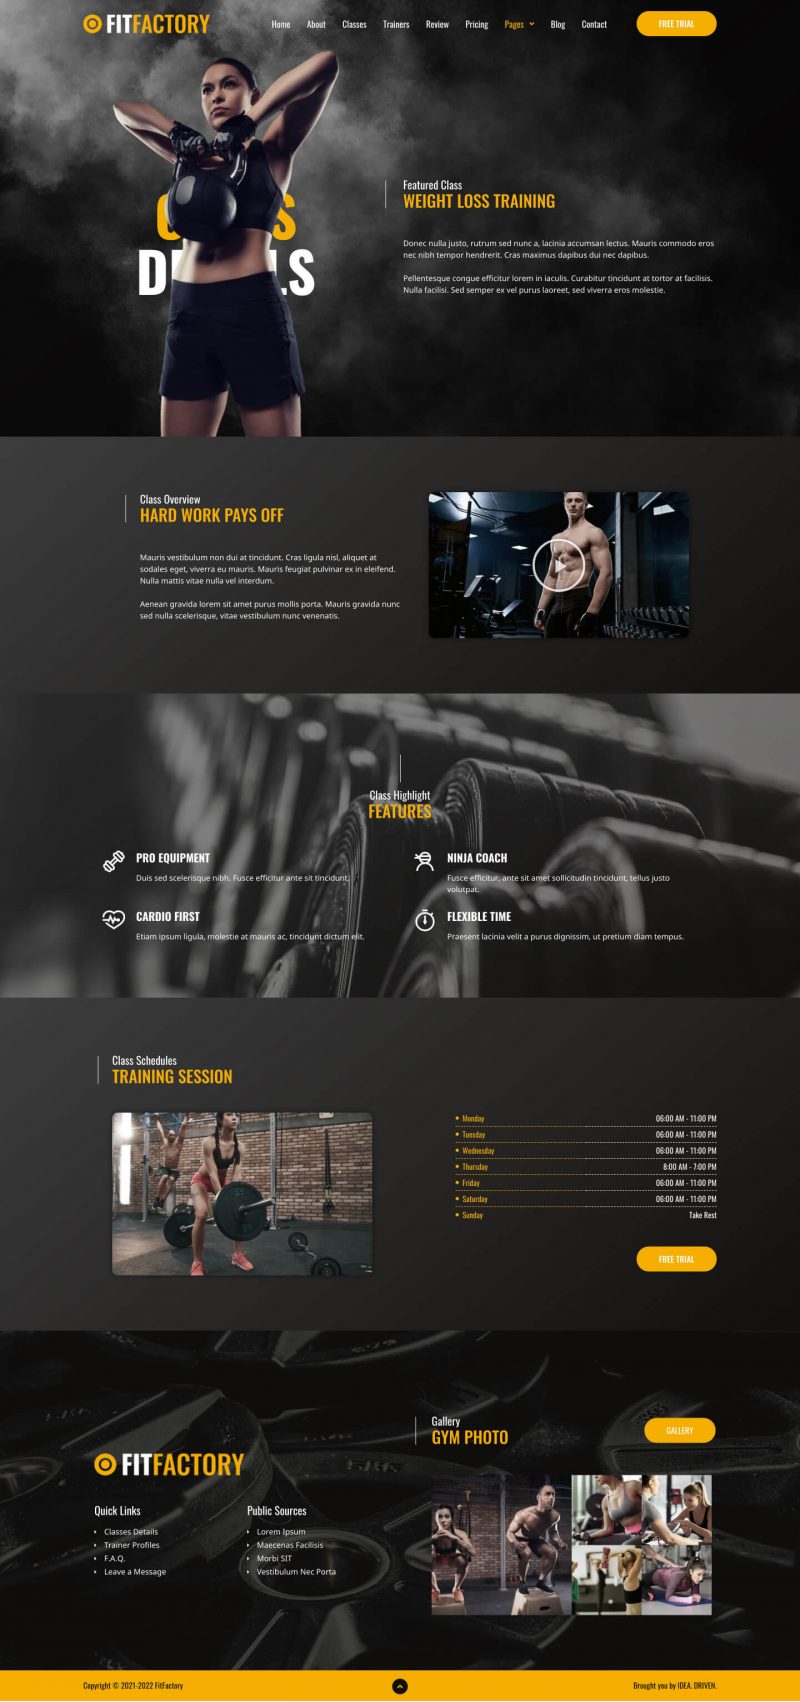 FITFACTORY
Home About Classes Trainers Review Pricing Pages Blog Contact
FREE TRIAL
Featured Class
WEIGHT LOSS TRAINING
Donec nulla justo, rutrum sed nunc a, lacinia accumsan lectus. Mauris commodo eros
nec nibh tempor hendrerit. Cras maximus dapibus dui nec dapibus.
Pellentesque congue efficitur lorem in iaculis. Curabitur tincidunt at tortor at facilisis.
Nulla facilisi. Sed semper ex vel purus laoreet, sed viverra eros molestie.
Class Overview
HARD WORK PAYS OFF
Mauris vestibulum non dui at tincidunt. Cras ligula nisl, aliquet at
sodales eget, viverra eu mauris. Mauris feugiat pulvinar ex in eleifend.
Nulla mattis vitae nulla vel interdum.
Aenean gravida lorem sit amet purus mollis porta. Mauris gravida nunc
sed nulla scelerisque, vitae vestibulum nunc venenatis.
Class Highlight
FEATURES
PRO EQUIPMENT
Duis sed scelerisque nibh. Fusce efficitur ante sit tincidunt.
NINJA COACH
Fusce efficitur, ante sit amet sollicitudin tincidunt, tellus justo
volutpat.
CARDIO FIRST
Etiam ipsum ligula, molestie at mauris ac, tincidunt dictum elit.
FLEXIBLE TIME
Praesent lacinia velit a purus dignissim, ut pretium diam tempus.
Class Schedules
TRAINING SESSION
Monday 06:00 AM - 11:00 PM
Tuesday 06:00 AM - 11:00 PM
Wednesday 06:00 AM - 11:00 PM
Thursday 8:00 AM - 7:00 PM
Friday 06:00 AM - 11:00 PM
Saturday 06:00 AM - 11:00 PM
Sunday Take Rest
FREE TRIAL
FITFACTORY
Quick Links
Classes Details
Trainer Profiles
F.A.Q.
Leave a Message
Public Sources
Lorem Ipsum
Maecenas Facilisis
Morbi SIT
Vestibulum Nec Porta
Gallery
GYM PHOTO
GALLERY
Copyright © 2021-2022 FitFactory
Brought you by IDEA. DRIVEN.